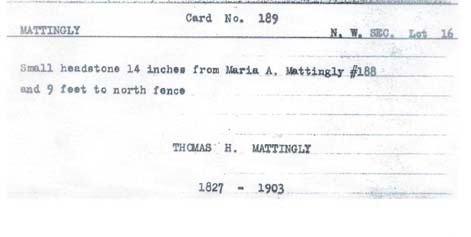 Card No. 189
MATTINGLY N. W. SEC. Lot 16
Small headstone 14 inches from Maria A. Mattingly #188
and 9 feet to north fence
THOMAS H. MATTINGLY
1827 - 1903